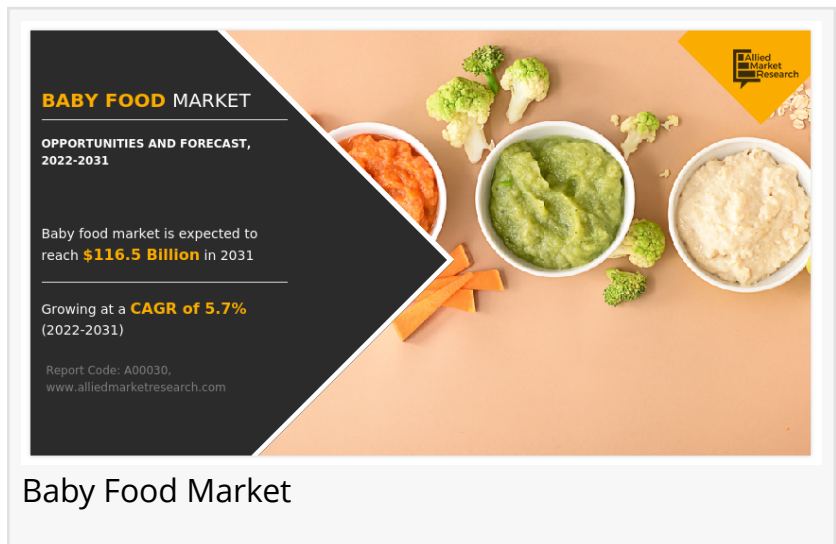 BABY FOOD MARKET
OPPORTUNITIES AND FORECAST,
2022-2031
Baby food market is expected to
reach $116.5 Billion in 2031
Growing at a CAGR of 5.7%
(2022-2031)
Report Code: A00030,
www.alliedmarketresearch.com
Allied
Market
Research
Baby Food Market